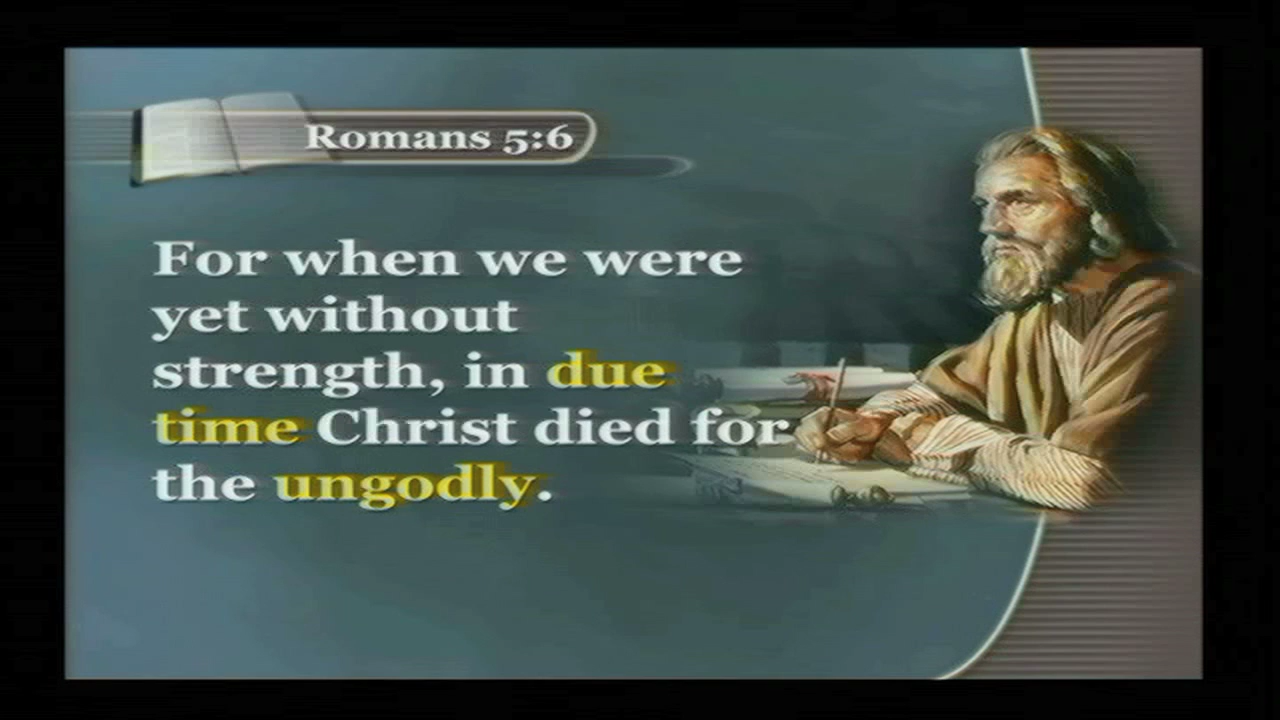 Romans 5:6
For when we were
yet without
strength, in due
time Christ died for
the ungodly.